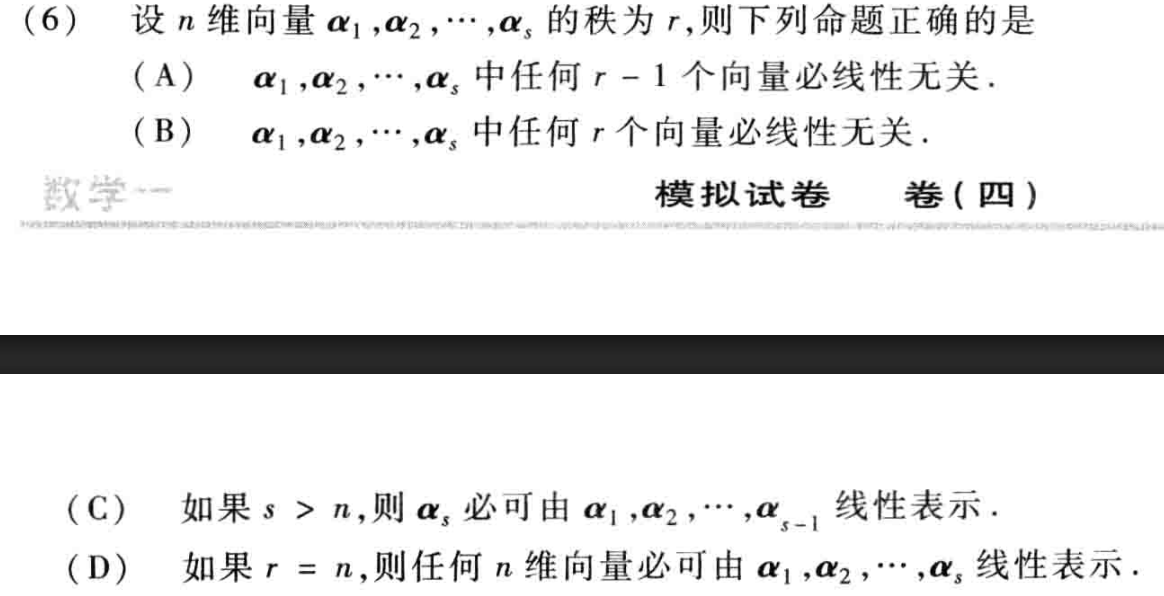 (6) 设 n 维向量 α₁,α₂,⋯,αₛ 的秩为 r,则下列命题正确的是
(A) α₁,α₂,⋯,αₛ 中任何 r − 1 个向量必线性无关.
(B) α₁,α₂,⋯,αₛ 中任何 r 个向量必线性无关.
数学一 模拟试卷 卷(四)
(C) 如果 s > n,则 αₛ 必可由 α₁,α₂,⋯,αₛ₋₁ 线性表示.
(D) 如果 r = n,则任何 n 维向量必可由 α₁,α₂,⋯,αₛ 线性表示.